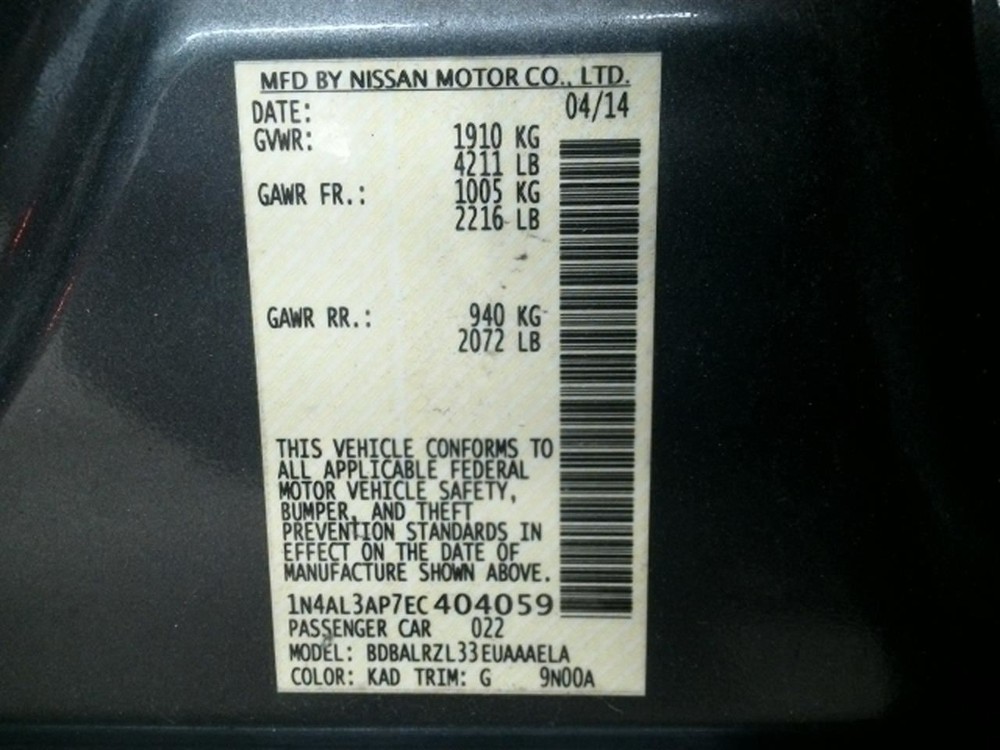 MFD BY NISSAN MOTOR CO., LTD.
DATE: 04/14
GVWR: 1910 KG
4211 LB
GAWR FR.: 1005 KG
2216 LB
GAWR RR.: 940 KG
2072 LB
THIS VEHICLE CONFORMS TO
ALL APPLICABLE FEDERAL
MOTOR VEHICLE SAFETY,
BUMPER, AND THEFT
PREVENTION STANDARDS IN
EFFECT ON THE DATE OF
MANUFACTURE SHOWN ABOVE.
1N4AL3AP7EC404059
PASSENGER CAR 022
MODEL: BDBALRZL33EUAAAELA
COLOR: KAD TRIM: G 9N00A